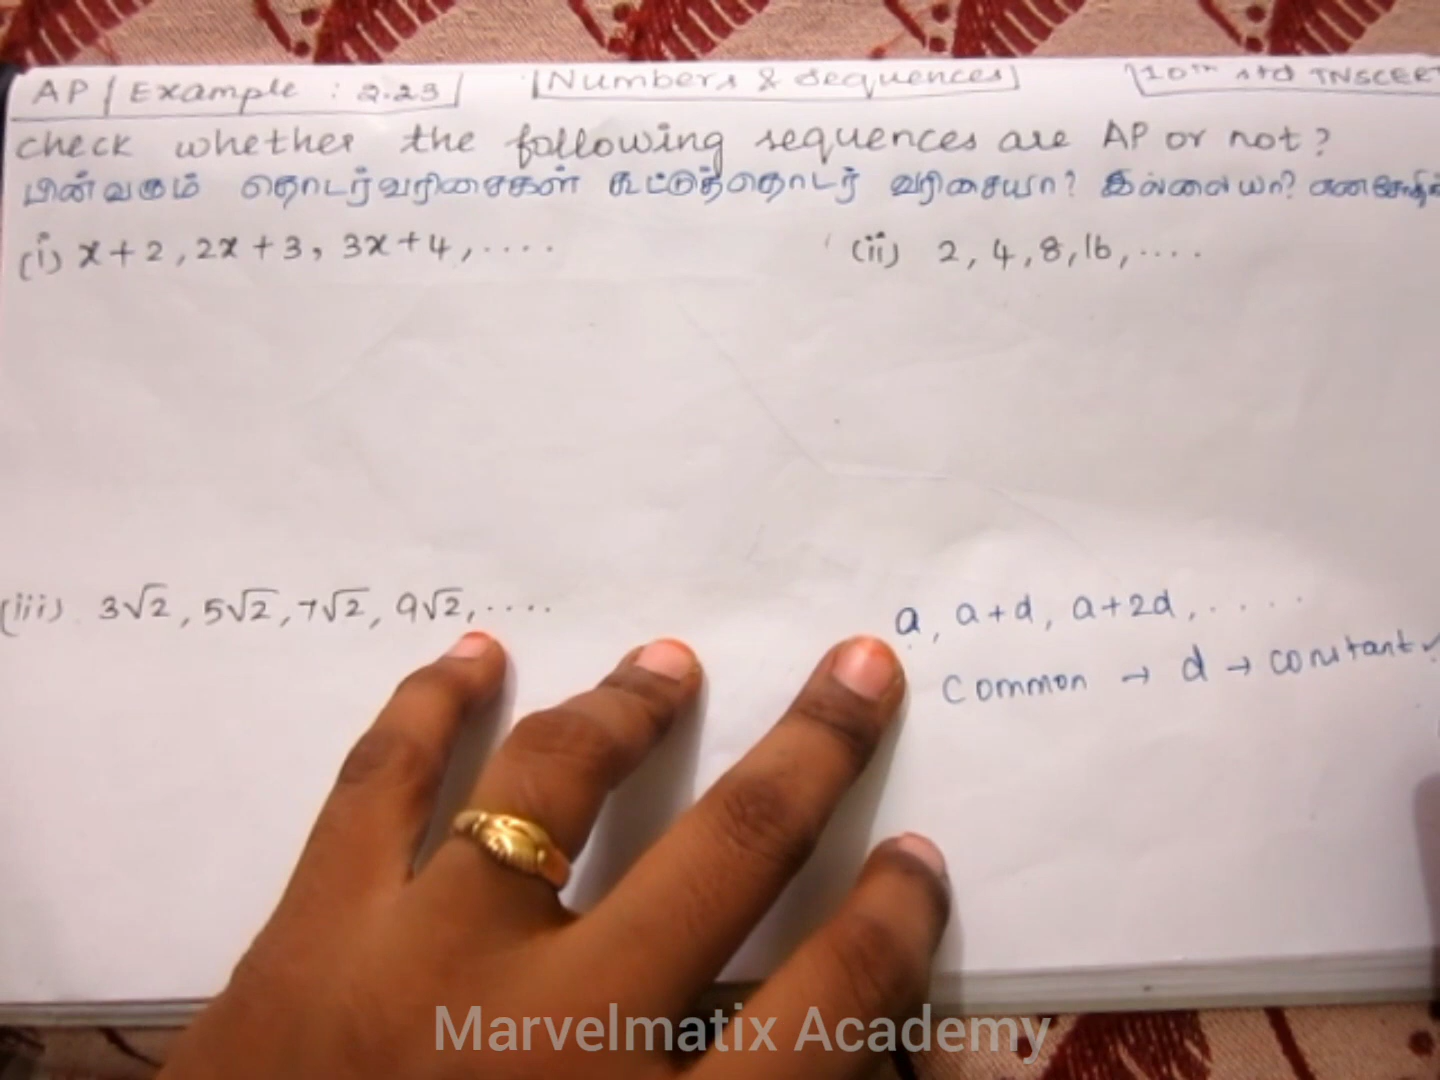 AP | Example : 2.23 | Numbers & Sequences | 10th std TNSCERT
check whether the following sequences are AP or not?
பின்வரும் தொடர்வரிசைகள் கூட்டுத்தொடர் வரிசையா? இல்லையா? என
(i) x + 2, 2x + 3, 3x + 4, .... (ii) 2, 4, 8, 16, ....
(iii) 3√2, 5√2, 7√2, 9√2, ....
a, a+d, a+2d, .....
Common → d → constant ✓
Marvelmatix Academy